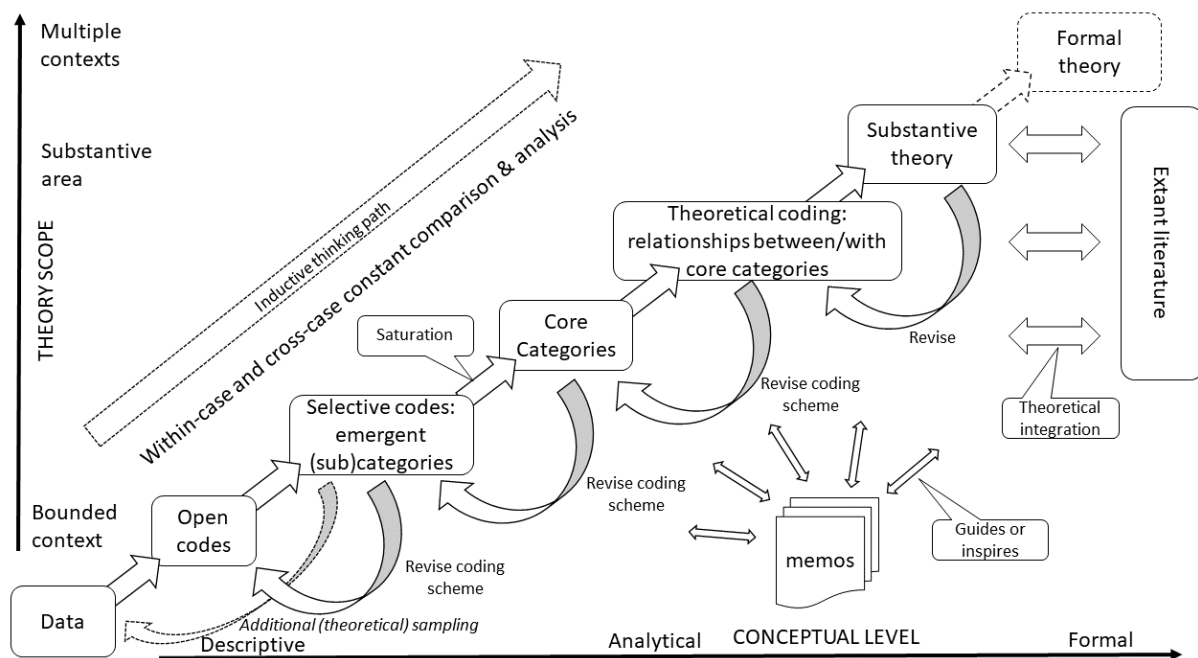 Multiple
contexts
Formal
theory
Substantive
area
Substantive
theory
Extant literature
THEORY SCOPE
Inductive thinking path
Within-case and cross-case constant comparison & analysis
Theoretical coding:
relationships between/with
core categories
Revise
Saturation
Core
Categories
Revise coding
scheme
Theoretical
integration
Selective codes:
emergent
(sub)categories
Revise coding
scheme
Bounded
context
Open
codes
Guides or
inspires
memos
Revise coding
scheme
Data
Additional (theoretical) sampling
Descriptive
Analytical
CONCEPTUAL LEVEL
Formal